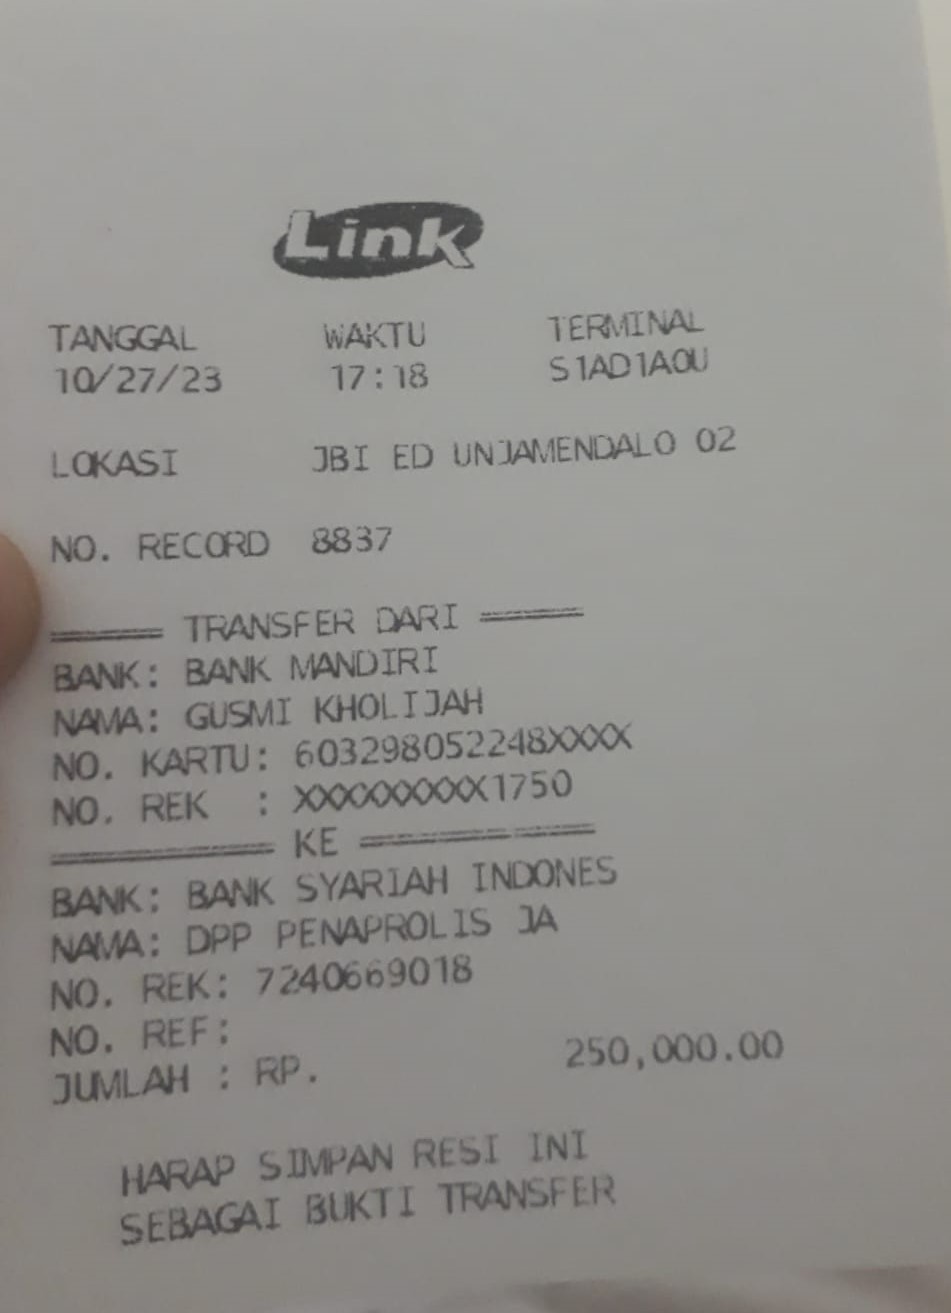 Link
TANGGAL WAKTU TERMINAL
10/27/23 17:18 S1AD1A0U
LOKASI JBI ED UNJAMENDALO 02
NO. RECORD 8837
===== TRANSFER DARI =====
BANK: BANK MANDIRI
NAMA: GUSMI KHOLIJAH
NO. KARTU: 603298052248XXXX
NO. REK : XXXXXXXXX1750
========== KE ==========
BANK: BANK SYARIAH INDONES
NAMA: DPP PENAPROLIS JA
NO. REK: 7240669018
NO. REF:
JUMLAH : RP. 250,000.00
HARAP SIMPAN RESI INI
SEBAGAI BUKTI TRANSFER